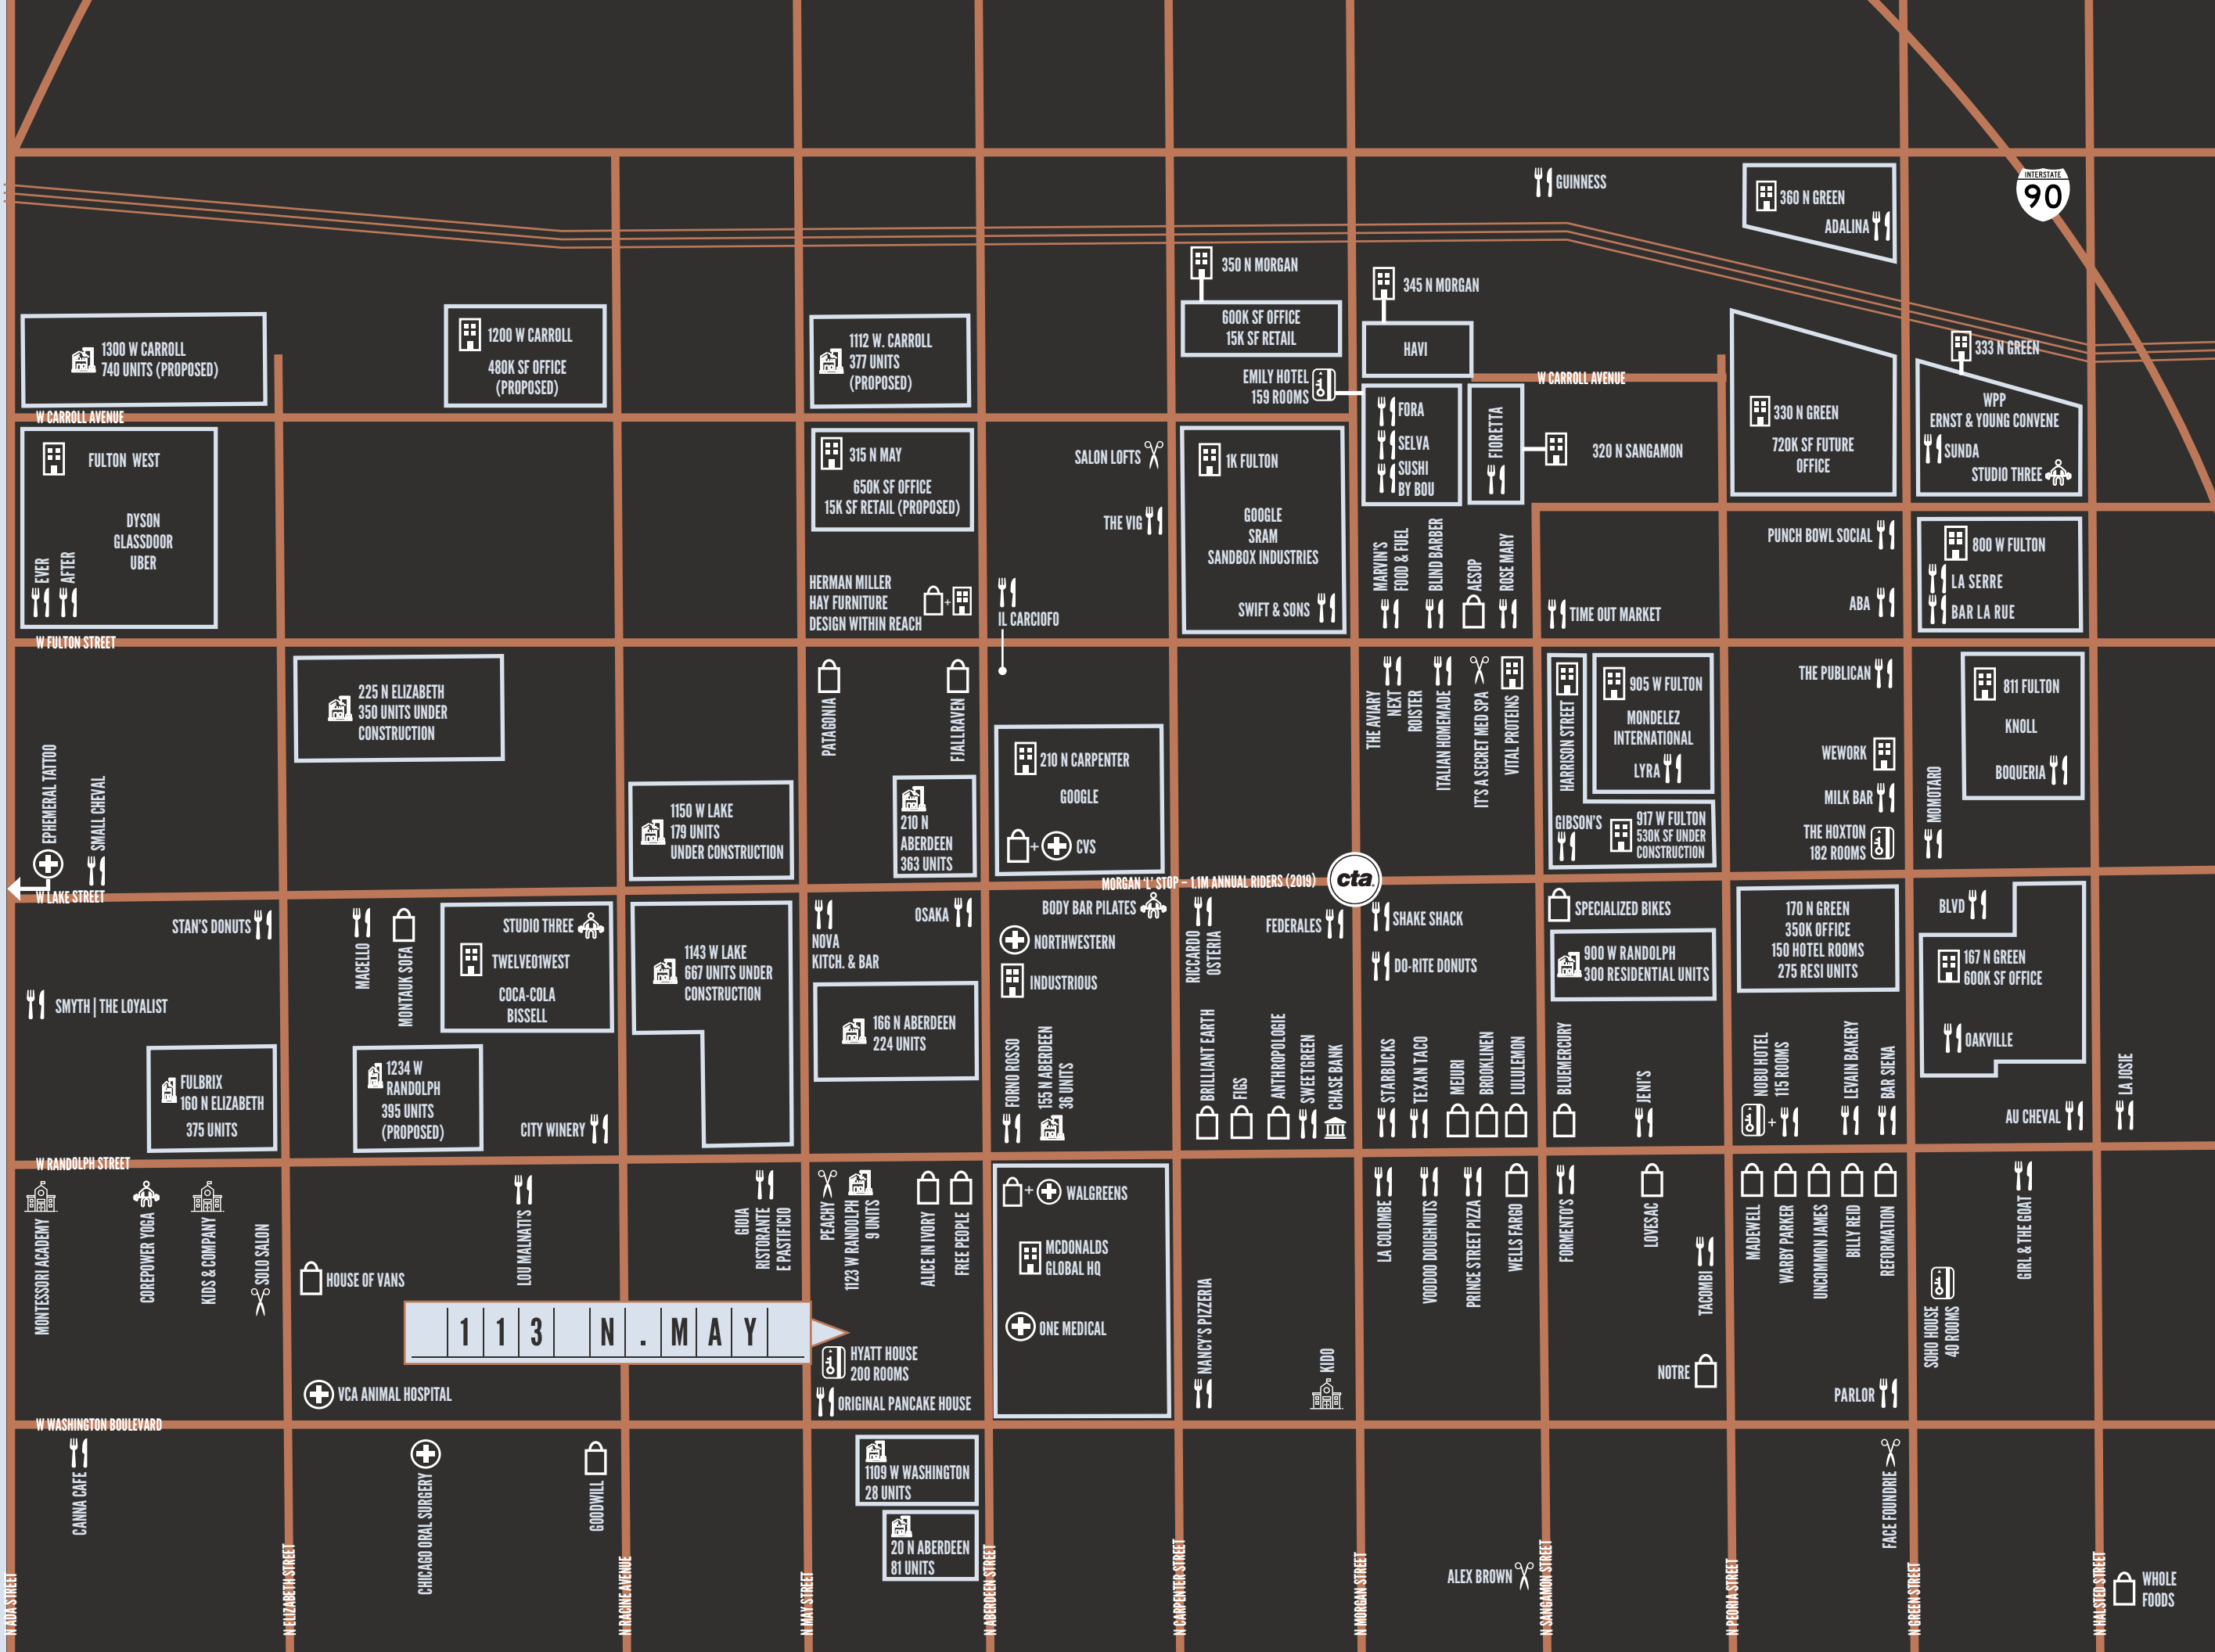 GUINNESS
360 N GREEN
ADALINA
INTERSTATE
90
350 N MORGAN
600K SF OFFICE
15K SF RETAIL
345 N MORGAN
HAVI
1300 W CARROLL
740 UNITS (PROPOSED)
1200 W CARROLL
480K SF OFFICE
(PROPOSED)
1112 W. CARROLL
377 UNITS
(PROPOSED)
EMILY HOTEL
159 ROOMS
W CARROLL AVENUE
333 N GREEN
W CARROLL AVENUE
FULTON WEST
DYSON
GLASSDOOR
UBER
EVER
AFTER
315 N MAY
650K SF OFFICE
15K SF RETAIL (PROPOSED)
HERMAN MILLER
HAY FURNITURE
DESIGN WITHIN REACH
+
SALON LOFTS
THE VIG
IL CARCIOFO
1K FULTON
GOOGLE
SRAM
SANDBOX INDUSTRIES
SWIFT & SONS
FORA
SELVA
SUSHI
BY BOU
FIORETTA
320 N SANGAMON
MARVIN'S
FOOD & FUEL
BLIND BARBER
AESOP
ROSE MARY
TIME OUT MARKET
330 N GREEN
720K SF FUTURE
OFFICE
WPP
ERNST & YOUNG CONVENE
SUNDA
STUDIO THREE
PUNCH BOWL SOCIAL
ABA
800 W FULTON
LA SERRE
BAR LA RUE
W FULTON STREET
EPHEMERAL TATTOO
SMALL CHEVAL
225 N ELIZABETH
350 UNITS UNDER
CONSTRUCTION
1150 W LAKE
179 UNITS
UNDER CONSTRUCTION
PATAGONIA
FJALLRAVEN
210 N
ABERDEEN
363 UNITS
210 N CARPENTER
GOOGLE
+
CVS
THE AVIARY
NEXT
ROISTER
ITALIAN HOMEMADE
IT'S A SECRET MED SPA
VITAL PROTEINS
HARRISON STREET
GIBSON'S
905 W FULTON
MONDELEZ
INTERNATIONAL
LYRA
917 W FULTON
530K SF UNDER
CONSTRUCTION
THE PUBLICAN
WEWORK
MILK BAR
THE HOXTON
182 ROOMS
MOMOTARO
811 FULTON
KNOLL
BOQUERIA
W LAKE STREET
MORGAN 'L' STOP – 1.1M ANNUAL RIDERS (2019)
cta
STAN'S DONUTS
SMYTH | THE LOYALIST
FULBRIX
160 N ELIZABETH
375 UNITS
MACELLO
MONTAUK SOFA
STUDIO THREE
TWELVE01WEST
COCA-COLA
BISSELL
1234 W
RANDOLPH
395 UNITS
(PROPOSED)
CITY WINERY
1143 W LAKE
667 UNITS UNDER
CONSTRUCTION
NOVA
KITCH. & BAR
OSAKA
166 N ABERDEEN
224 UNITS
BODY BAR PILATES
NORTHWESTERN
INDUSTRIOUS
FORNO ROSSO
155 N ABERDEEN
36 UNITS
RICCARDO
OSTERIA
FEDERALES
BRILLIANT EARTH
FIGS
ANTHROPOLOGIE
SWEETGREEN
CHASE BANK
SHAKE SHACK
DO-RITE DONUTS
STARBUCKS
TEXAN TACO
MEJURI
BROOKLINEN
LULULEMON
SPECIALIZED BIKES
900 W RANDOLPH
300 RESIDENTIAL UNITS
BLUEMERCURY
JENI'S
170 N GREEN
350K OFFICE
150 HOTEL ROOMS
275 RESI UNITS
NOBU HOTEL
115 ROOMS
+
LEVAIN BAKERY
BAR SIENA
BLVD
167 N GREEN
600K SF OFFICE
OAKVILLE
AU CHEVAL
LA JOSIE
W RANDOLPH STREET
MONTESSORI ACADEMY
COREPOWER YOGA
KIDS & COMPANY
SOLO SALON
HOUSE OF VANS
LOU MALNATI'S
VCA ANIMAL HOSPITAL
GIOIA
RISTORANTE
E PASTIFICIO
113 N. MAY
PEACHY
1123 W RANDOLPH
9 UNITS
ALICE IN IVORY
FREE PEOPLE
HYATT HOUSE
200 ROOMS
ORIGINAL PANCAKE HOUSE
+
WALGREENS
MCDONALDS
GLOBAL HQ
ONE MEDICAL
NANCY'S PIZZERIA
KIDO
LA COLOMBE
VOODOO DOUGHNUTS
PRINCE STREET PIZZA
WELLS FARGO
FORMENTO'S
LOVESAC
TACOMBI
NOTRE
MADEWELL
WARBY PARKER
UNCOMMON JAMES
BILLY REID
REFORMATION
PARLOR
SOHO HOUSE
40 ROOMS
GIRL & THE GOAT
W WASHINGTON BOULEVARD
CANNA CAFE
CHICAGO ORAL SURGERY
GOODWILL
1109 W WASHINGTON
28 UNITS
20 N ABERDEEN
81 UNITS
ALEX BROWN
FACE FOUNDRIE
WHOLE
FOODS
N ADA STREET
N ELIZABETH STREET
N RACINE AVENUE
N MAY STREET
N ABERDEEN STREET
N CARPENTER STREET
N MORGAN STREET
N SANGAMON STREET
N PEORIA STREET
N GREEN STREET
N HALSTED STREET